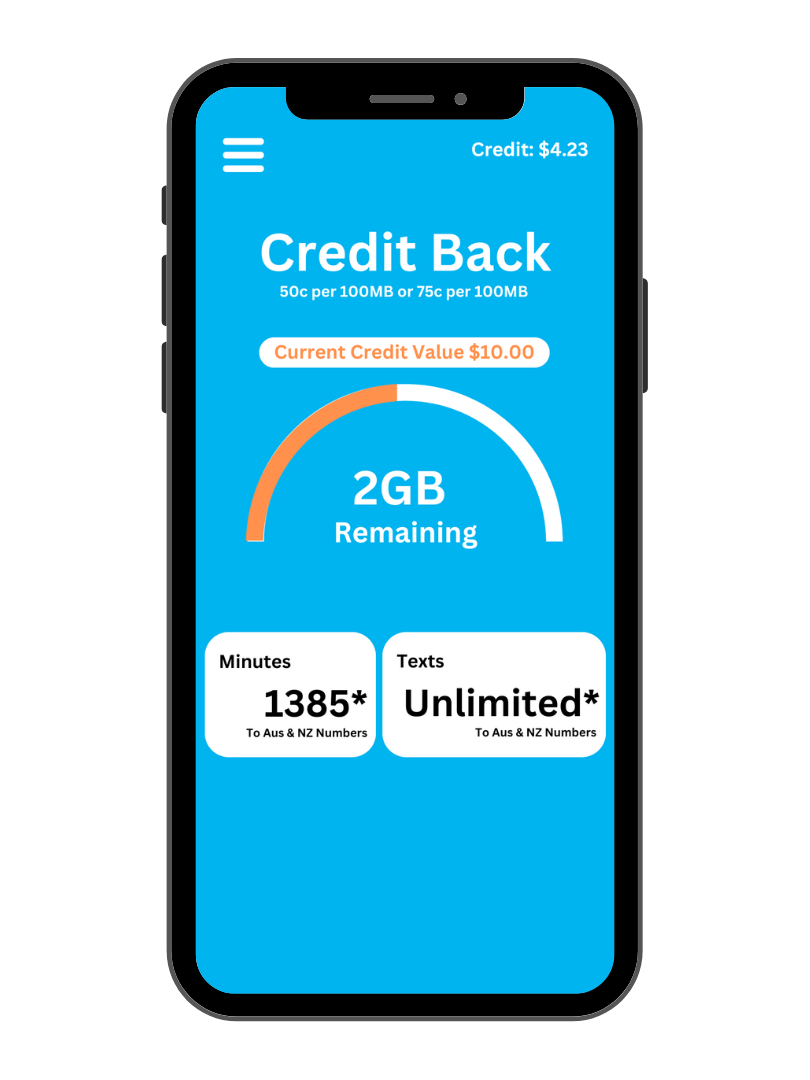 Credit: $4.23
Credit Back
50c per 100MB or 75c per 100MB
Current Credit Value $10.00
2GB
Remaining
Minutes
1385*
To Aus & NZ Numbers
Texts
Unlimited*
To Aus & NZ Numbers